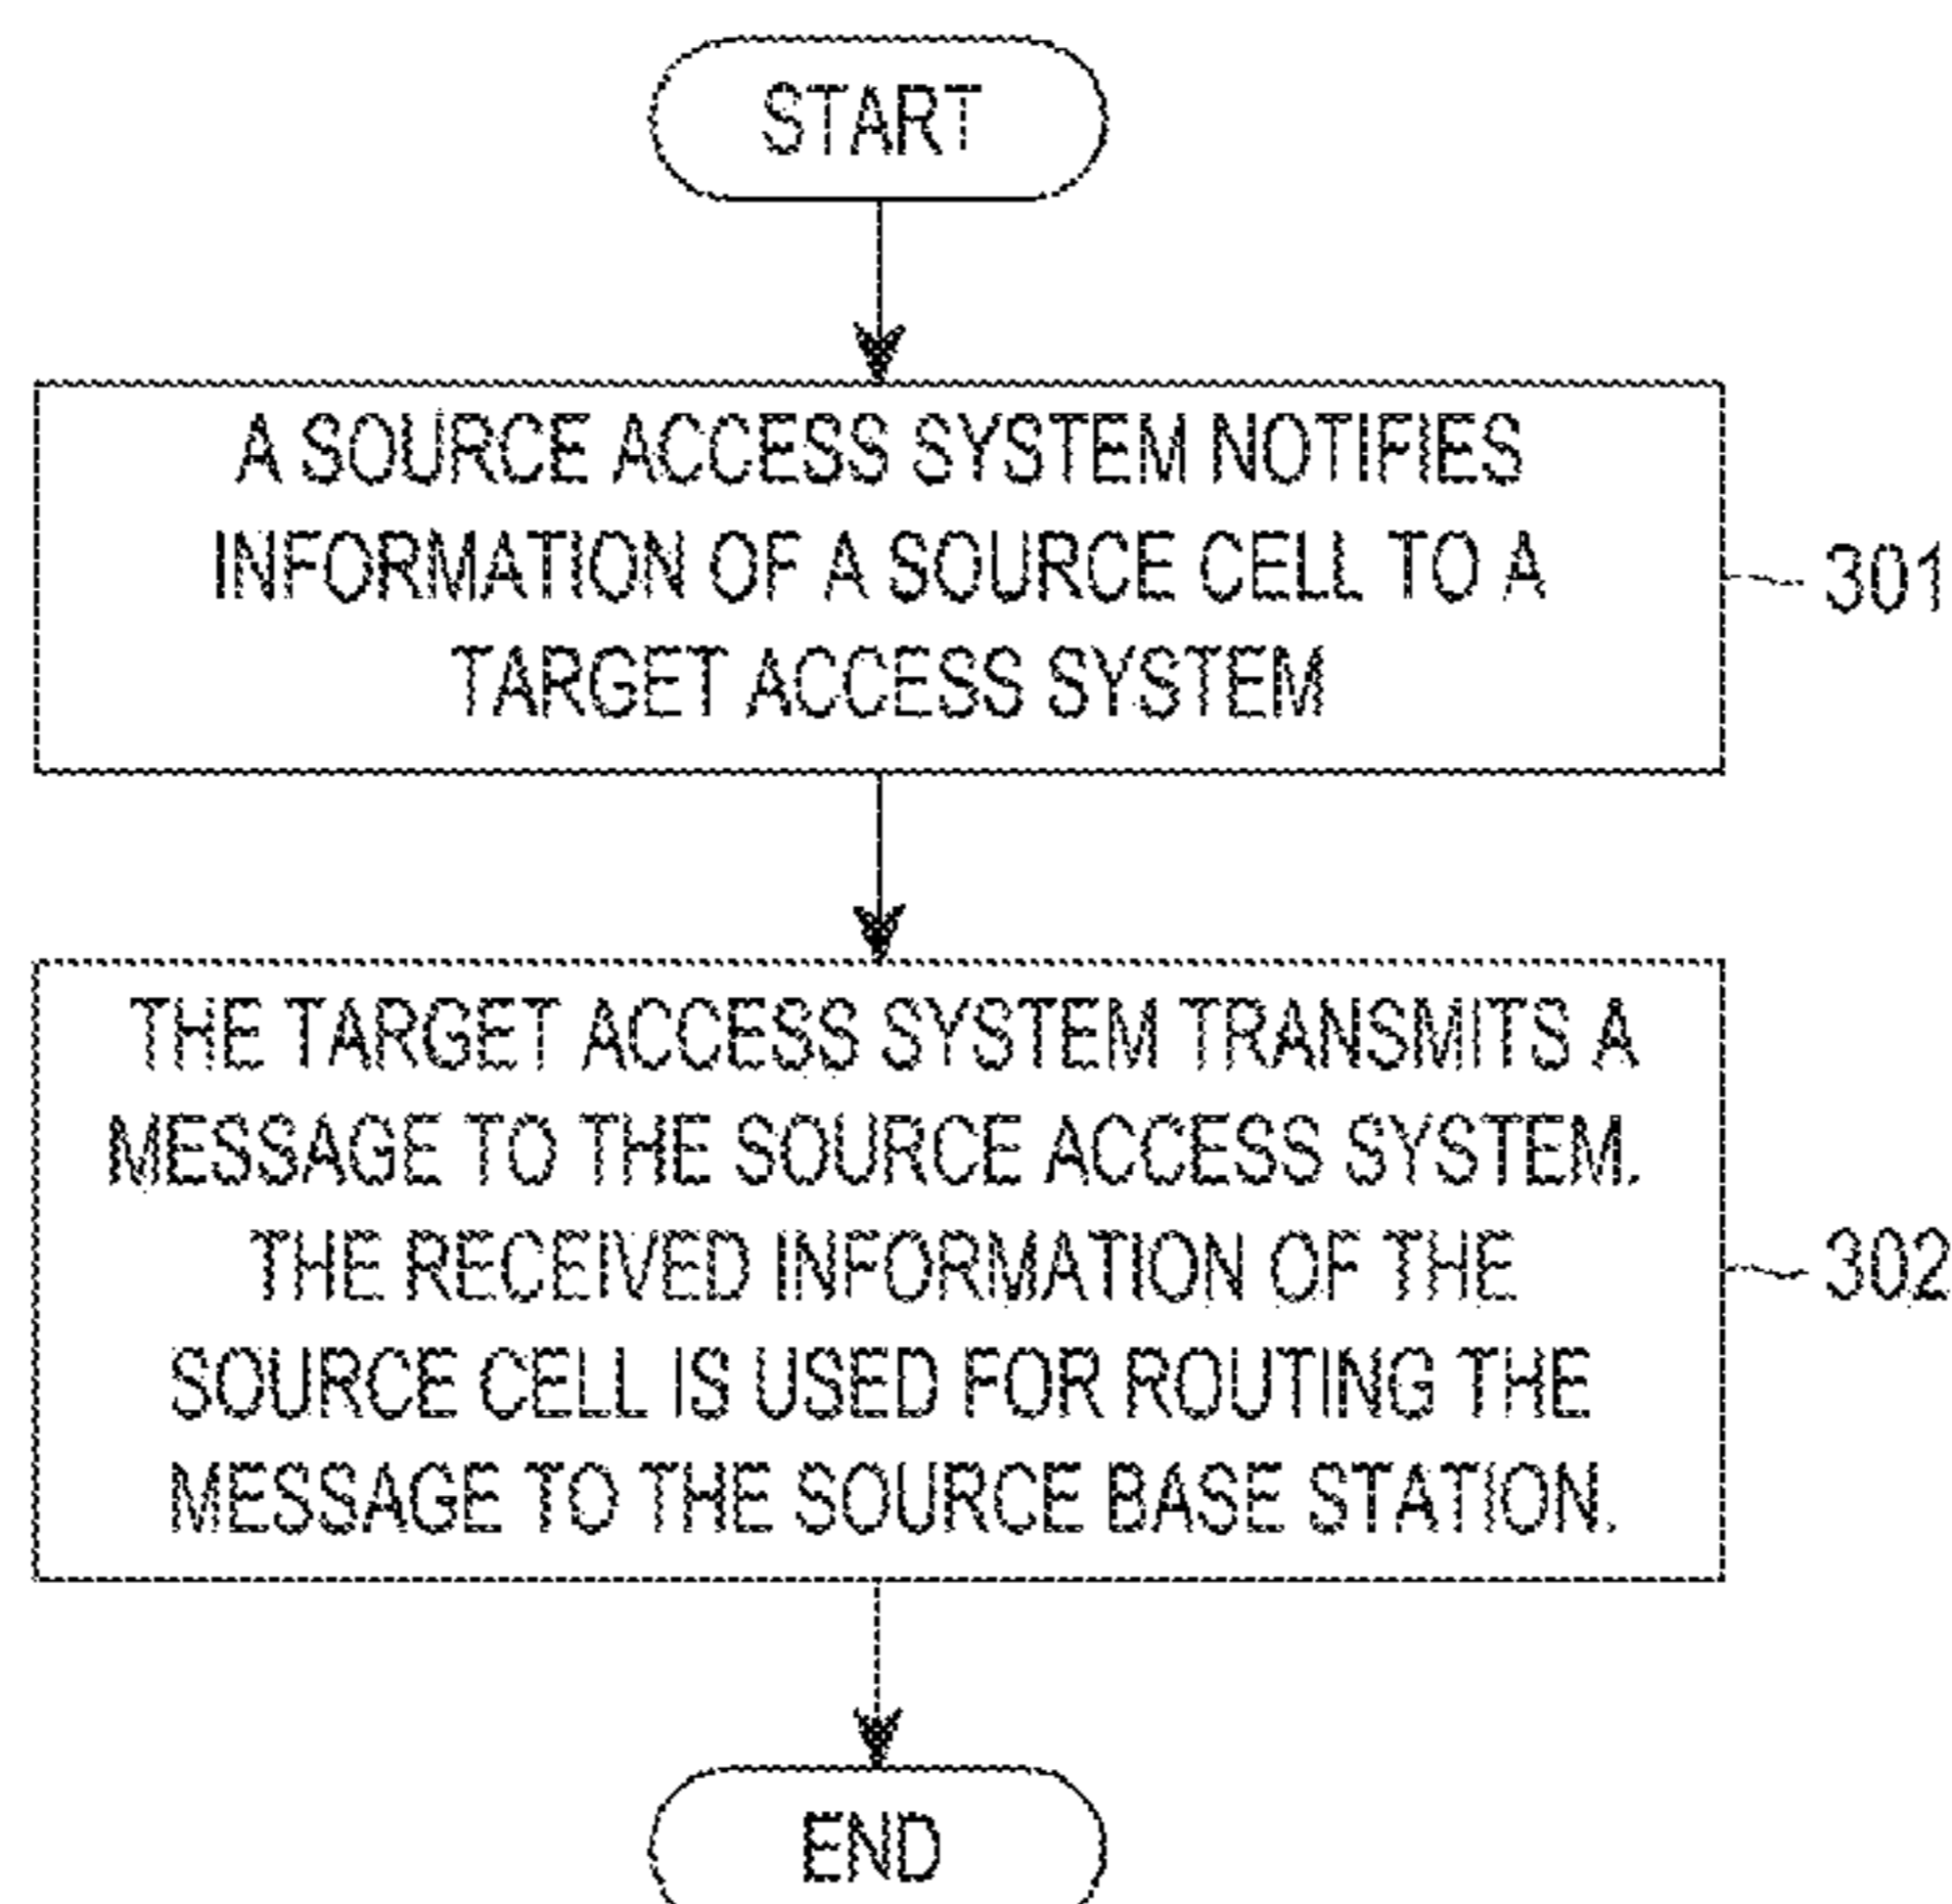 START
A SOURCE ACCESS SYSTEM NOTIFIES
INFORMATION OF A SOURCE CELL TO A
TARGET ACCESS SYSTEM
301
THE TARGET ACCESS SYSTEM TRANSMITS A
MESSAGE TO THE SOURCE ACCESS SYSTEM.
THE RECEIVED INFORMATION OF THE
SOURCE CELL IS USED FOR ROUTING THE
MESSAGE TO THE SOURCE BASE STATION.
302
END